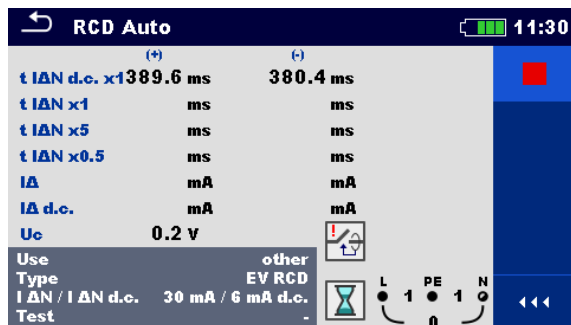 RCD Auto 11:30
(+) (-)
t IΔN d.c. x1 389.6 ms 380.4 ms
t IΔN x1 ms ms
t IΔN x5 ms ms
t IΔN x0.5 ms ms
IΔ mA mA
IΔ d.c. mA mA
Uc 0.2 V
Use other
Type EV RCD
I ΔN / I ΔN d.c. 30 mA / 6 mA d.c.
Test -
L PE N
1 1
0